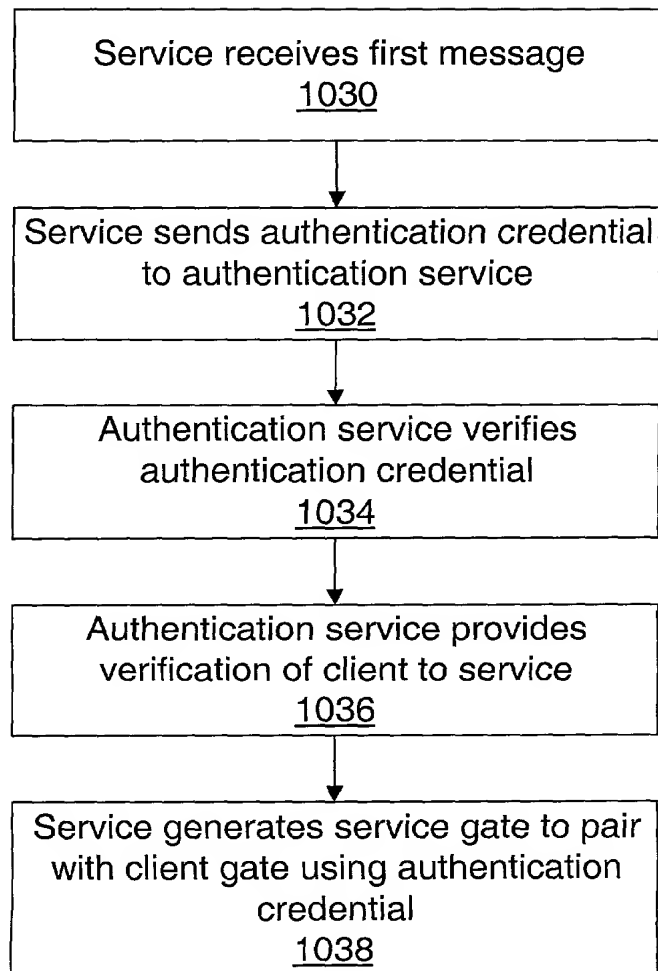 Service receives first message
1030
Service sends authentication credential
to authentication service
1032
Authentication service verifies
authentication credential
1034
Authentication service provides
verification of client to service
1036
Service generates service gate to pair
with client gate using authentication
credential
1038